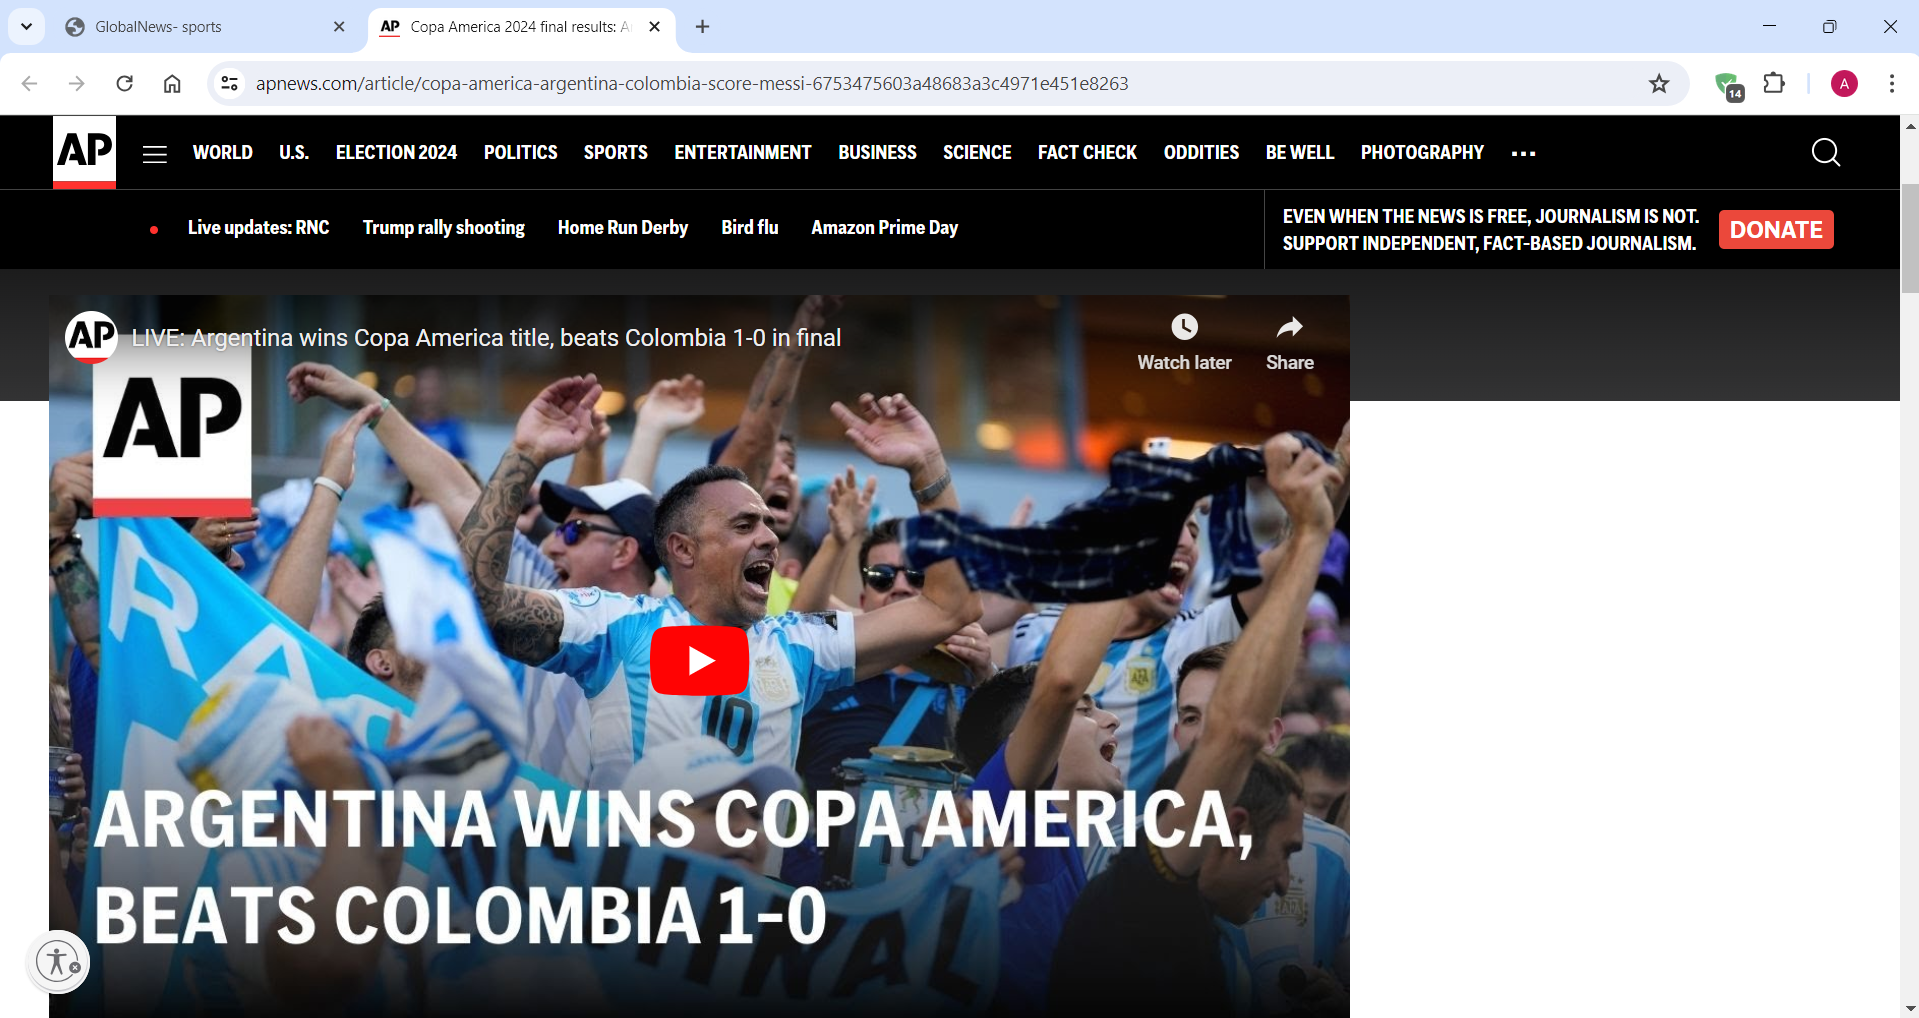 GlobalNews- sports
AP Copa America 2024 final results: A
apnews.com/article/copa-america-argentina-colombia-score-messi-6753475603a48683a3c4971e451e8263
14
A
AP
WORLD U.S. ELECTION 2024 POLITICS SPORTS ENTERTAINMENT BUSINESS SCIENCE FACT CHECK ODDITIES BE WELL PHOTOGRAPHY
Live updates: RNC Trump rally shooting Home Run Derby Bird flu Amazon Prime Day
EVEN WHEN THE NEWS IS FREE, JOURNALISM IS NOT.
SUPPORT INDEPENDENT, FACT-BASED JOURNALISM.
DONATE
AP LIVE: Argentina wins Copa America title, beats Colombia 1-0 in final
Watch later Share
AP
10
AFA
ARGENTINA WINS COPA AMERICA,
BEATS COLOMBIA 1-0